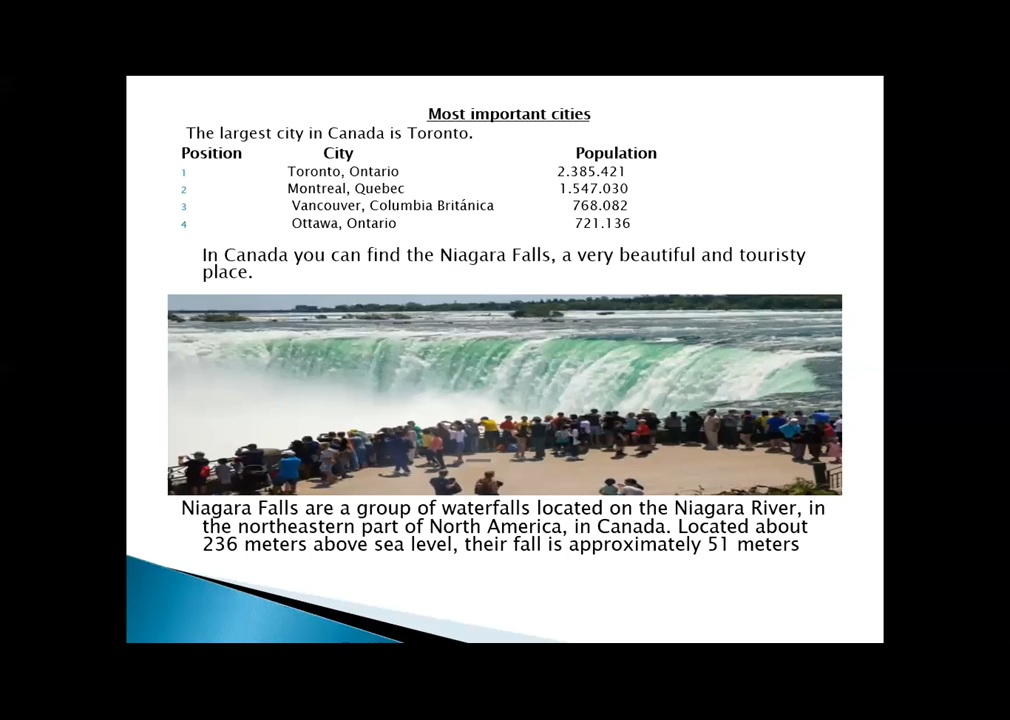 Most important cities
The largest city in Canada is Toronto.
Position City Population
1 Toronto, Ontario 2.385.421
2 Montreal, Quebec 1.547.030
3 Vancouver, Columbia Británica 768.082
4 Ottawa, Ontario 721.136
In Canada you can find the Niagara Falls, a very beautiful and touristy
place.
Niagara Falls are a group of waterfalls located on the Niagara River, in
the northeastern part of North America, in Canada. Located about
236 meters above sea level, their fall is approximately 51 meters